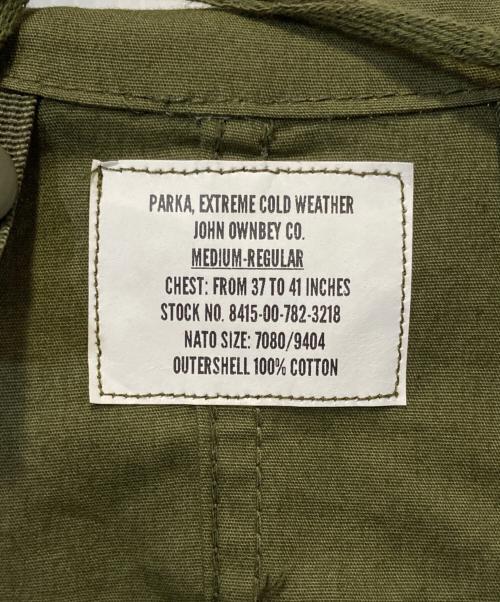 PARKA, EXTREME COLD WEATHER
JOHN OWNBEY CO.
MEDIUM-REGULAR
CHEST: FROM 37 TO 41 INCHES
STOCK NO. 8415-00-782-3218
NATO SIZE: 7080/9404
OUTERSHELL 100% COTTON